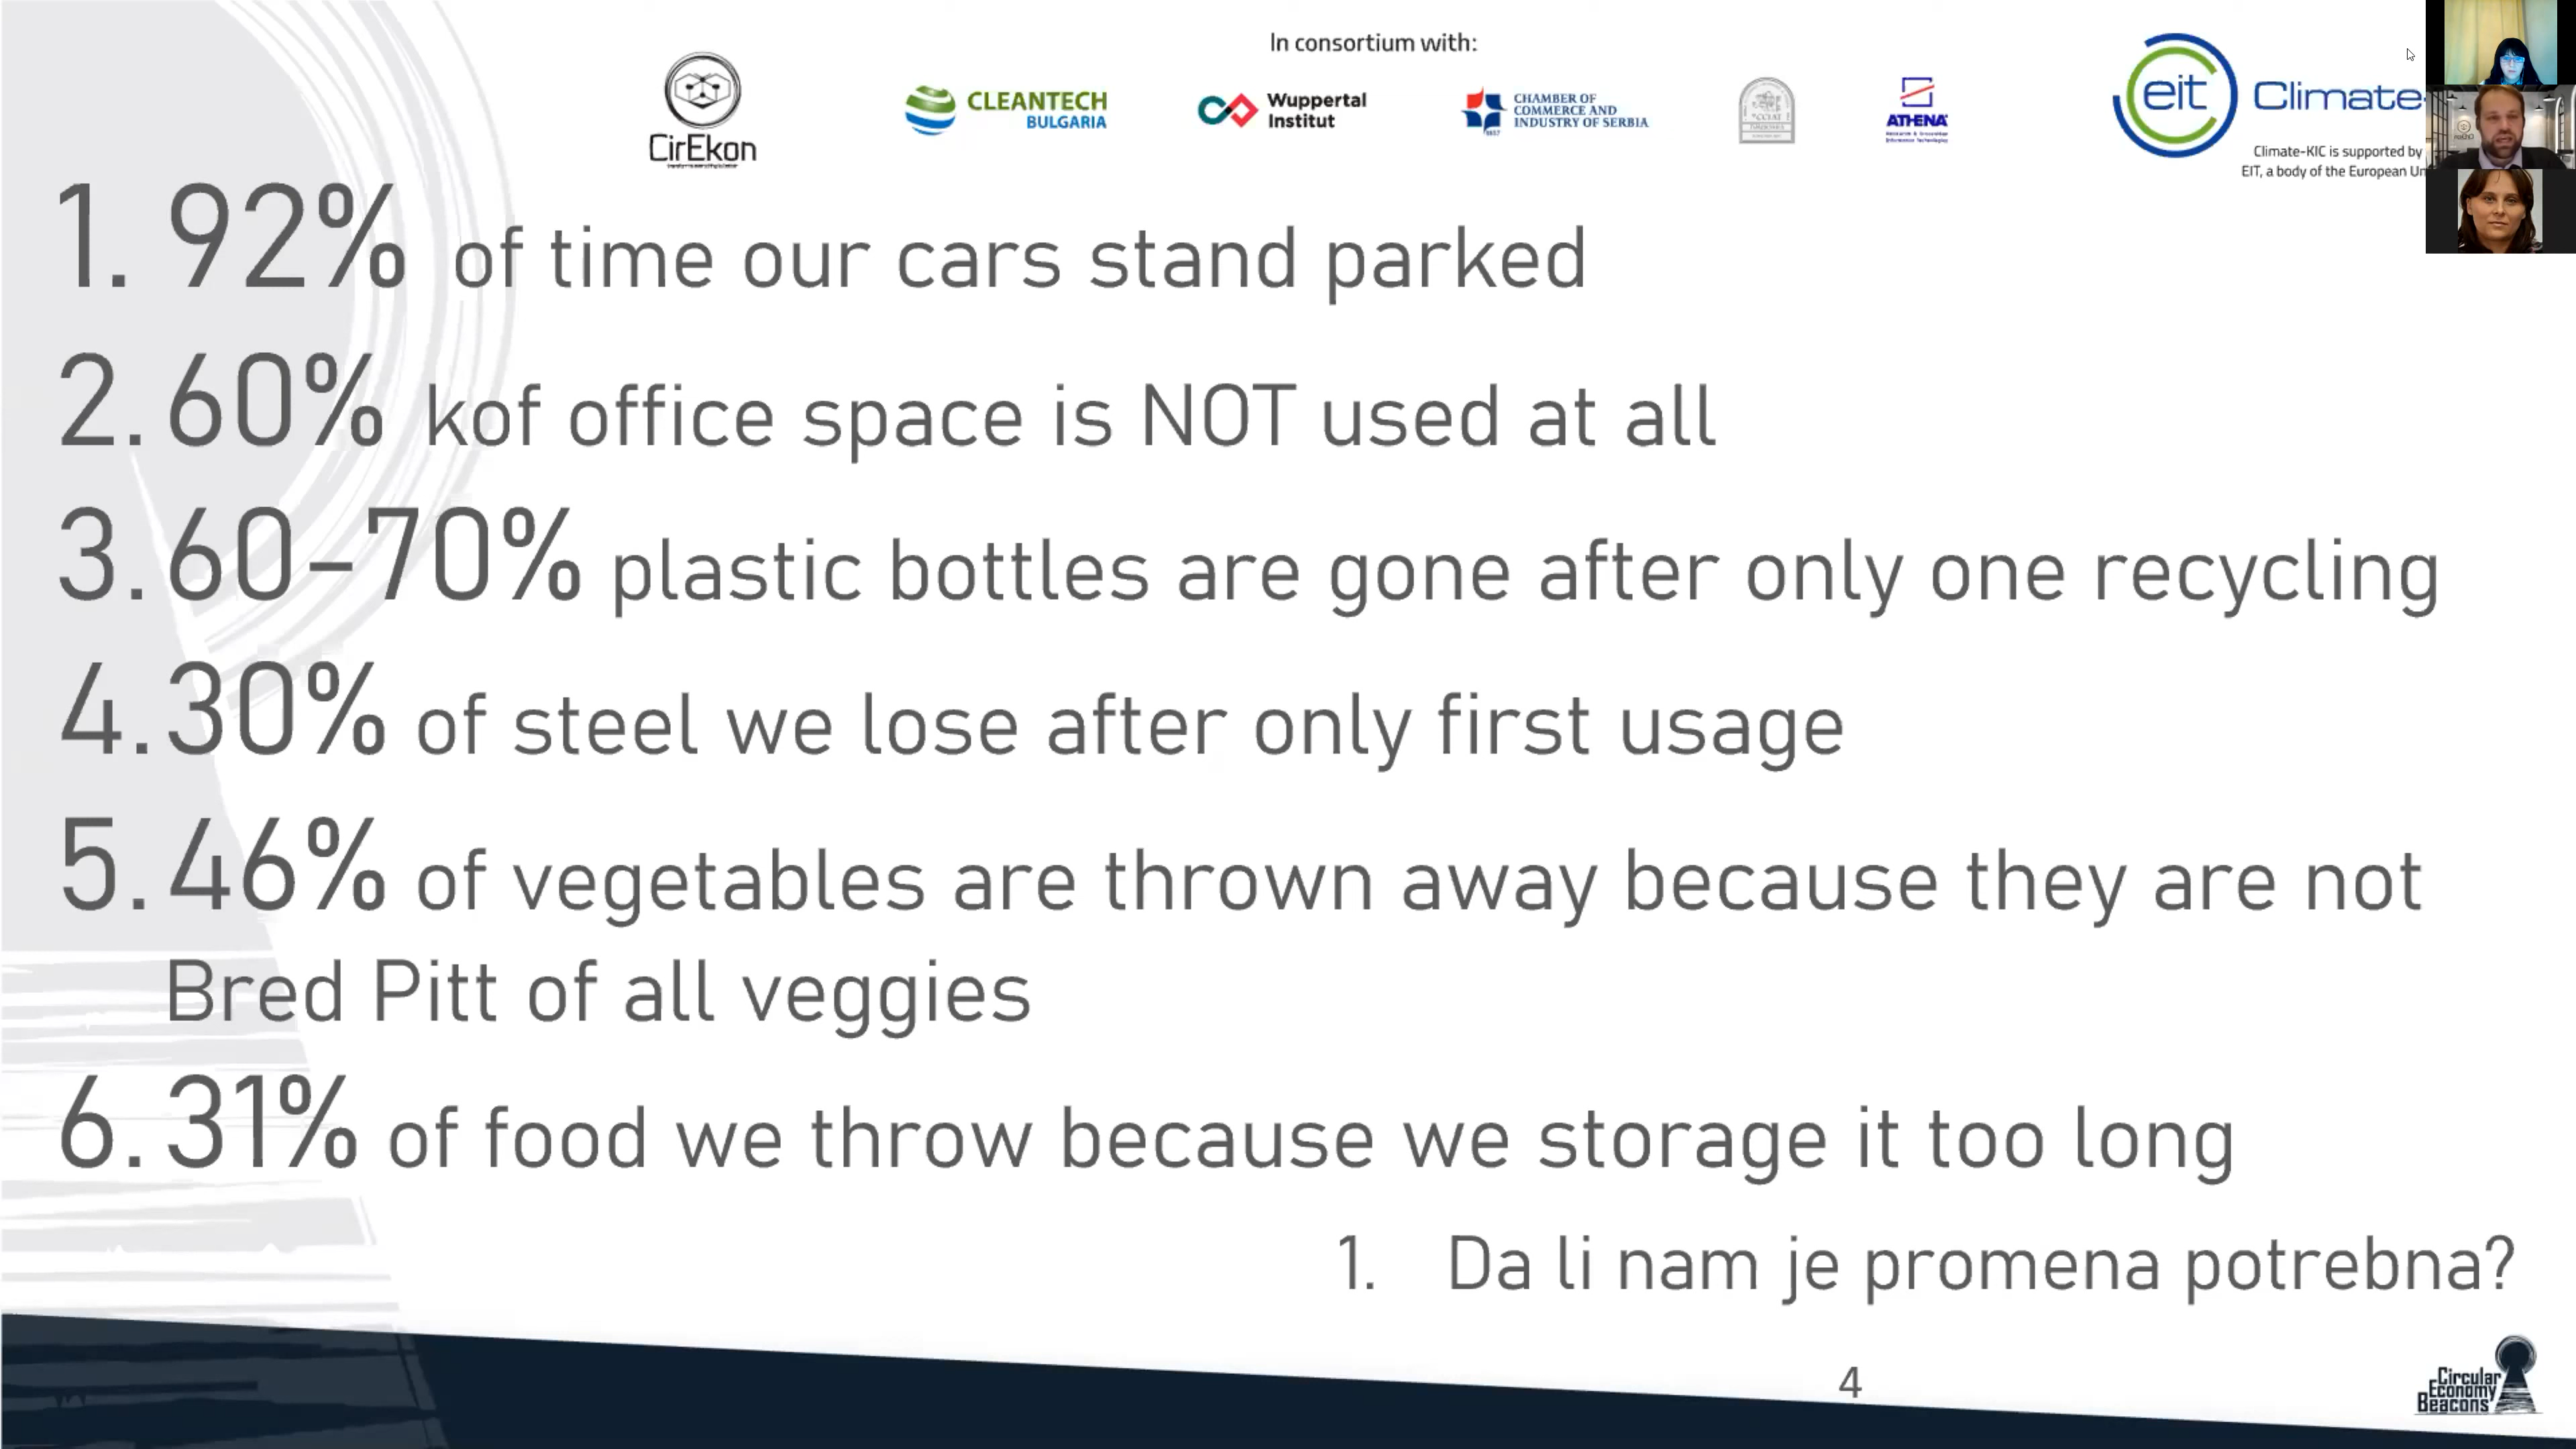 In consortium with:
CirEkon
CLEANTECH
BULGARIA
Wuppertal
Institut
CHAMBER OF
COMMERCE AND
INDUSTRY OF SERBIA
1857
CCIAT
ATHENA
eit Climate-
Climate-KIC is supported by
EIT, a body of the European Un
1. 92% of time our cars stand parked
2. 60% kof office space is NOT used at all
3. 60-70% plastic bottles are gone after only one recycling
4. 30% of steel we lose after only first usage
5. 46% of vegetables are thrown away because they are not
Bred Pitt of all veggies
6. 31% of food we throw because we storage it too long
1. Da li nam je promena potrebna?
4
Circular
Economy
Beacons